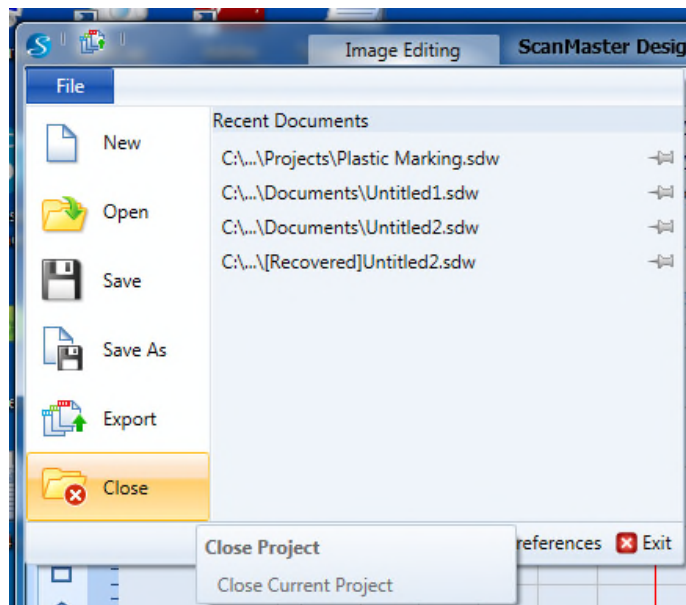 Image Editing
ScanMaster Desig
File
Recent Documents
New
C:\...\Projects\Plastic Marking.sdw
C:\...\Documents\Untitled1.sdw
Open
C:\...\Documents\Untitled2.sdw
C:\...\[Recovered]Untitled2.sdw
Save
Save As
Export
Close
references
Exit
Close Project
Close Current Project